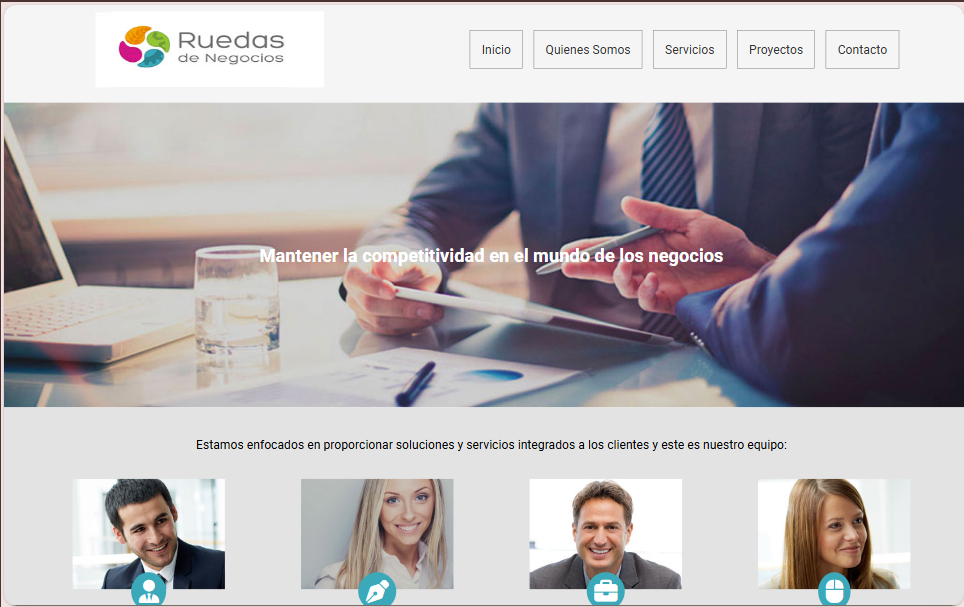 Ruedas
de Negocios
Inicio
Quienes Somos
Servicios
Proyectos
Contacto
Mantener la competitividad en el mundo de los negocios
Estamos enfocados en proporcionar soluciones y servicios integrados a los clientes y este es nuestro equipo: